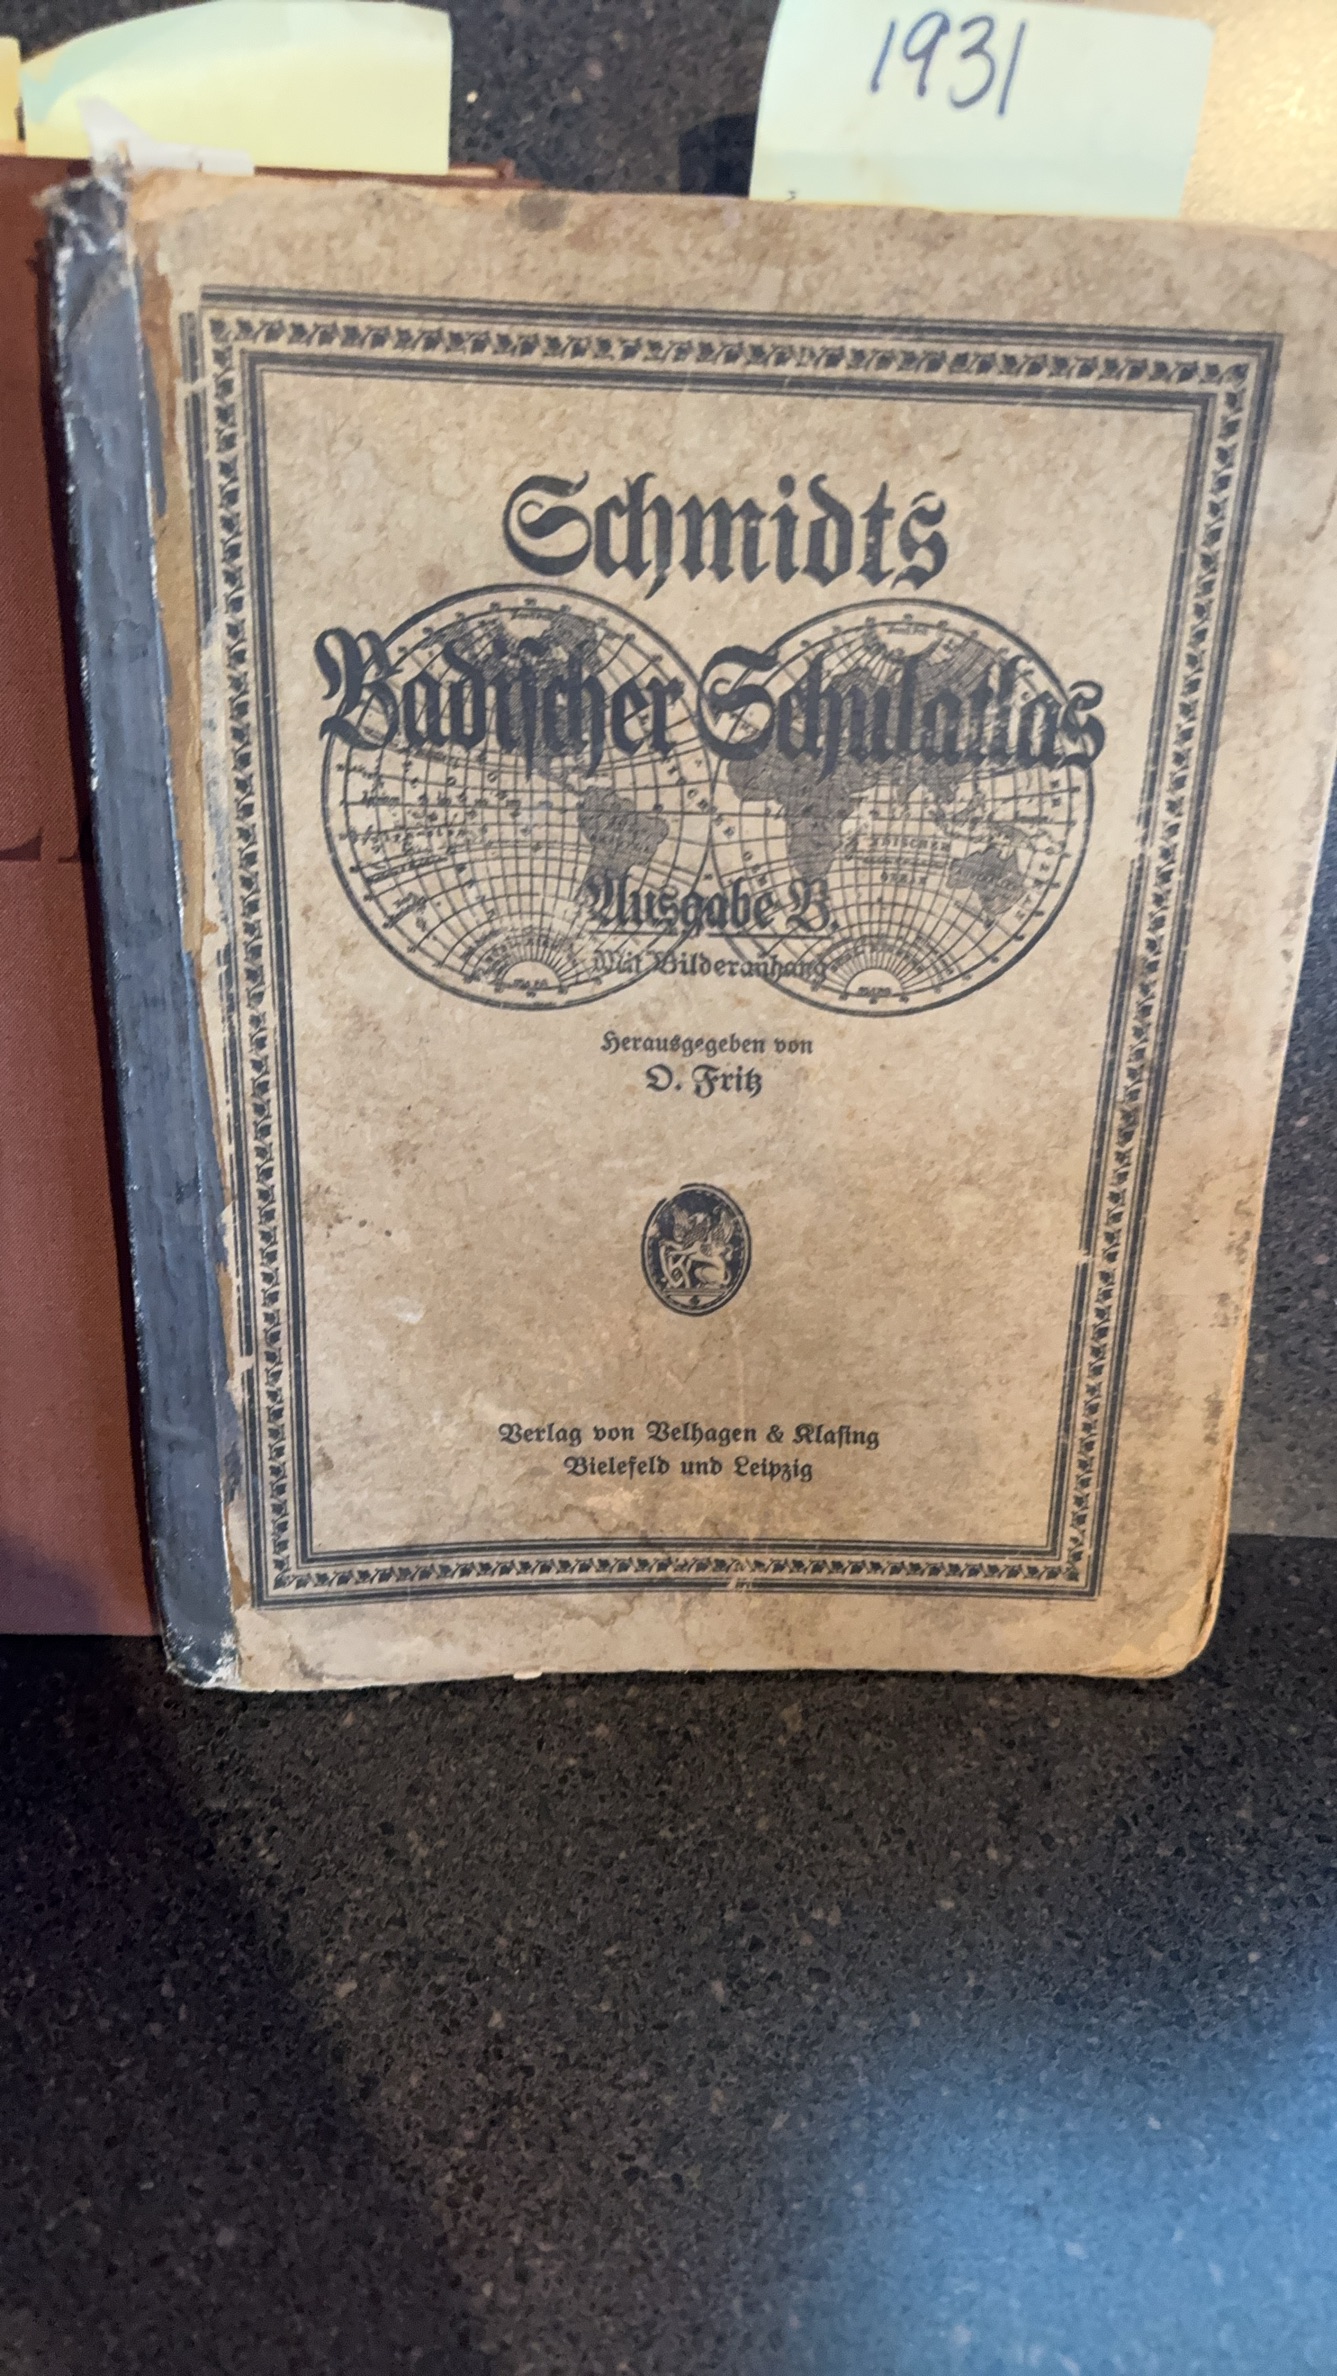 1931
Schmidts
Badischer Schulatlas
Ausgabe B.
Mit Bilderanhang
Herausgegeben von
O. Fritz
Verlag von Velhagen & Klasing
Bielefeld und Leipzig